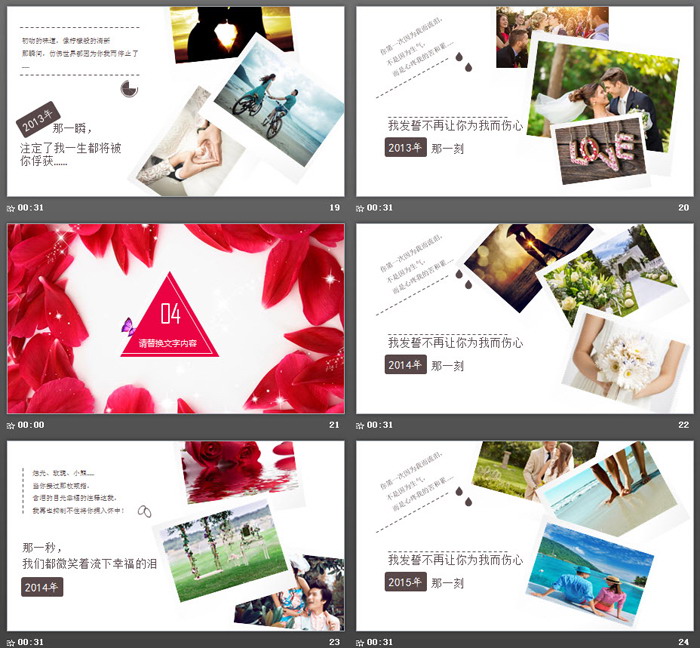 初初的味道，像柠檬般的清新
那瞬间，仿佛世界都因为你我而停止了
....
2013年
那一瞬，
注定了我一生都将被
你俘获......
00:31
19
你第一次因为我而流泪，
不是因为生气，
而是心疼我的苦和累....
我发誓不再让你为我而伤心
2013年
那一刻
LOVE
00:31
20
04
请替换文字内容
00:00
21
你第一次因为我而流泪，
不是因为生气，
而是心疼我的苦和累....
我发誓不再让你为我而伤心
2014年
那一刻
00:31
22
烛光、玫瑰、小熊....
当你接过那枚戒指，
含泪的目光幸福的注释这我，
我再也抑制不住将你拥入怀中！
那一秒，
我们都微笑着流下幸福的泪
2014年
00:31
23
你第一次因为我而流泪，
不是因为生气，
而是心疼我的苦和累....
我发誓不再让你为我而伤心
2015年
那一刻
00:31
24